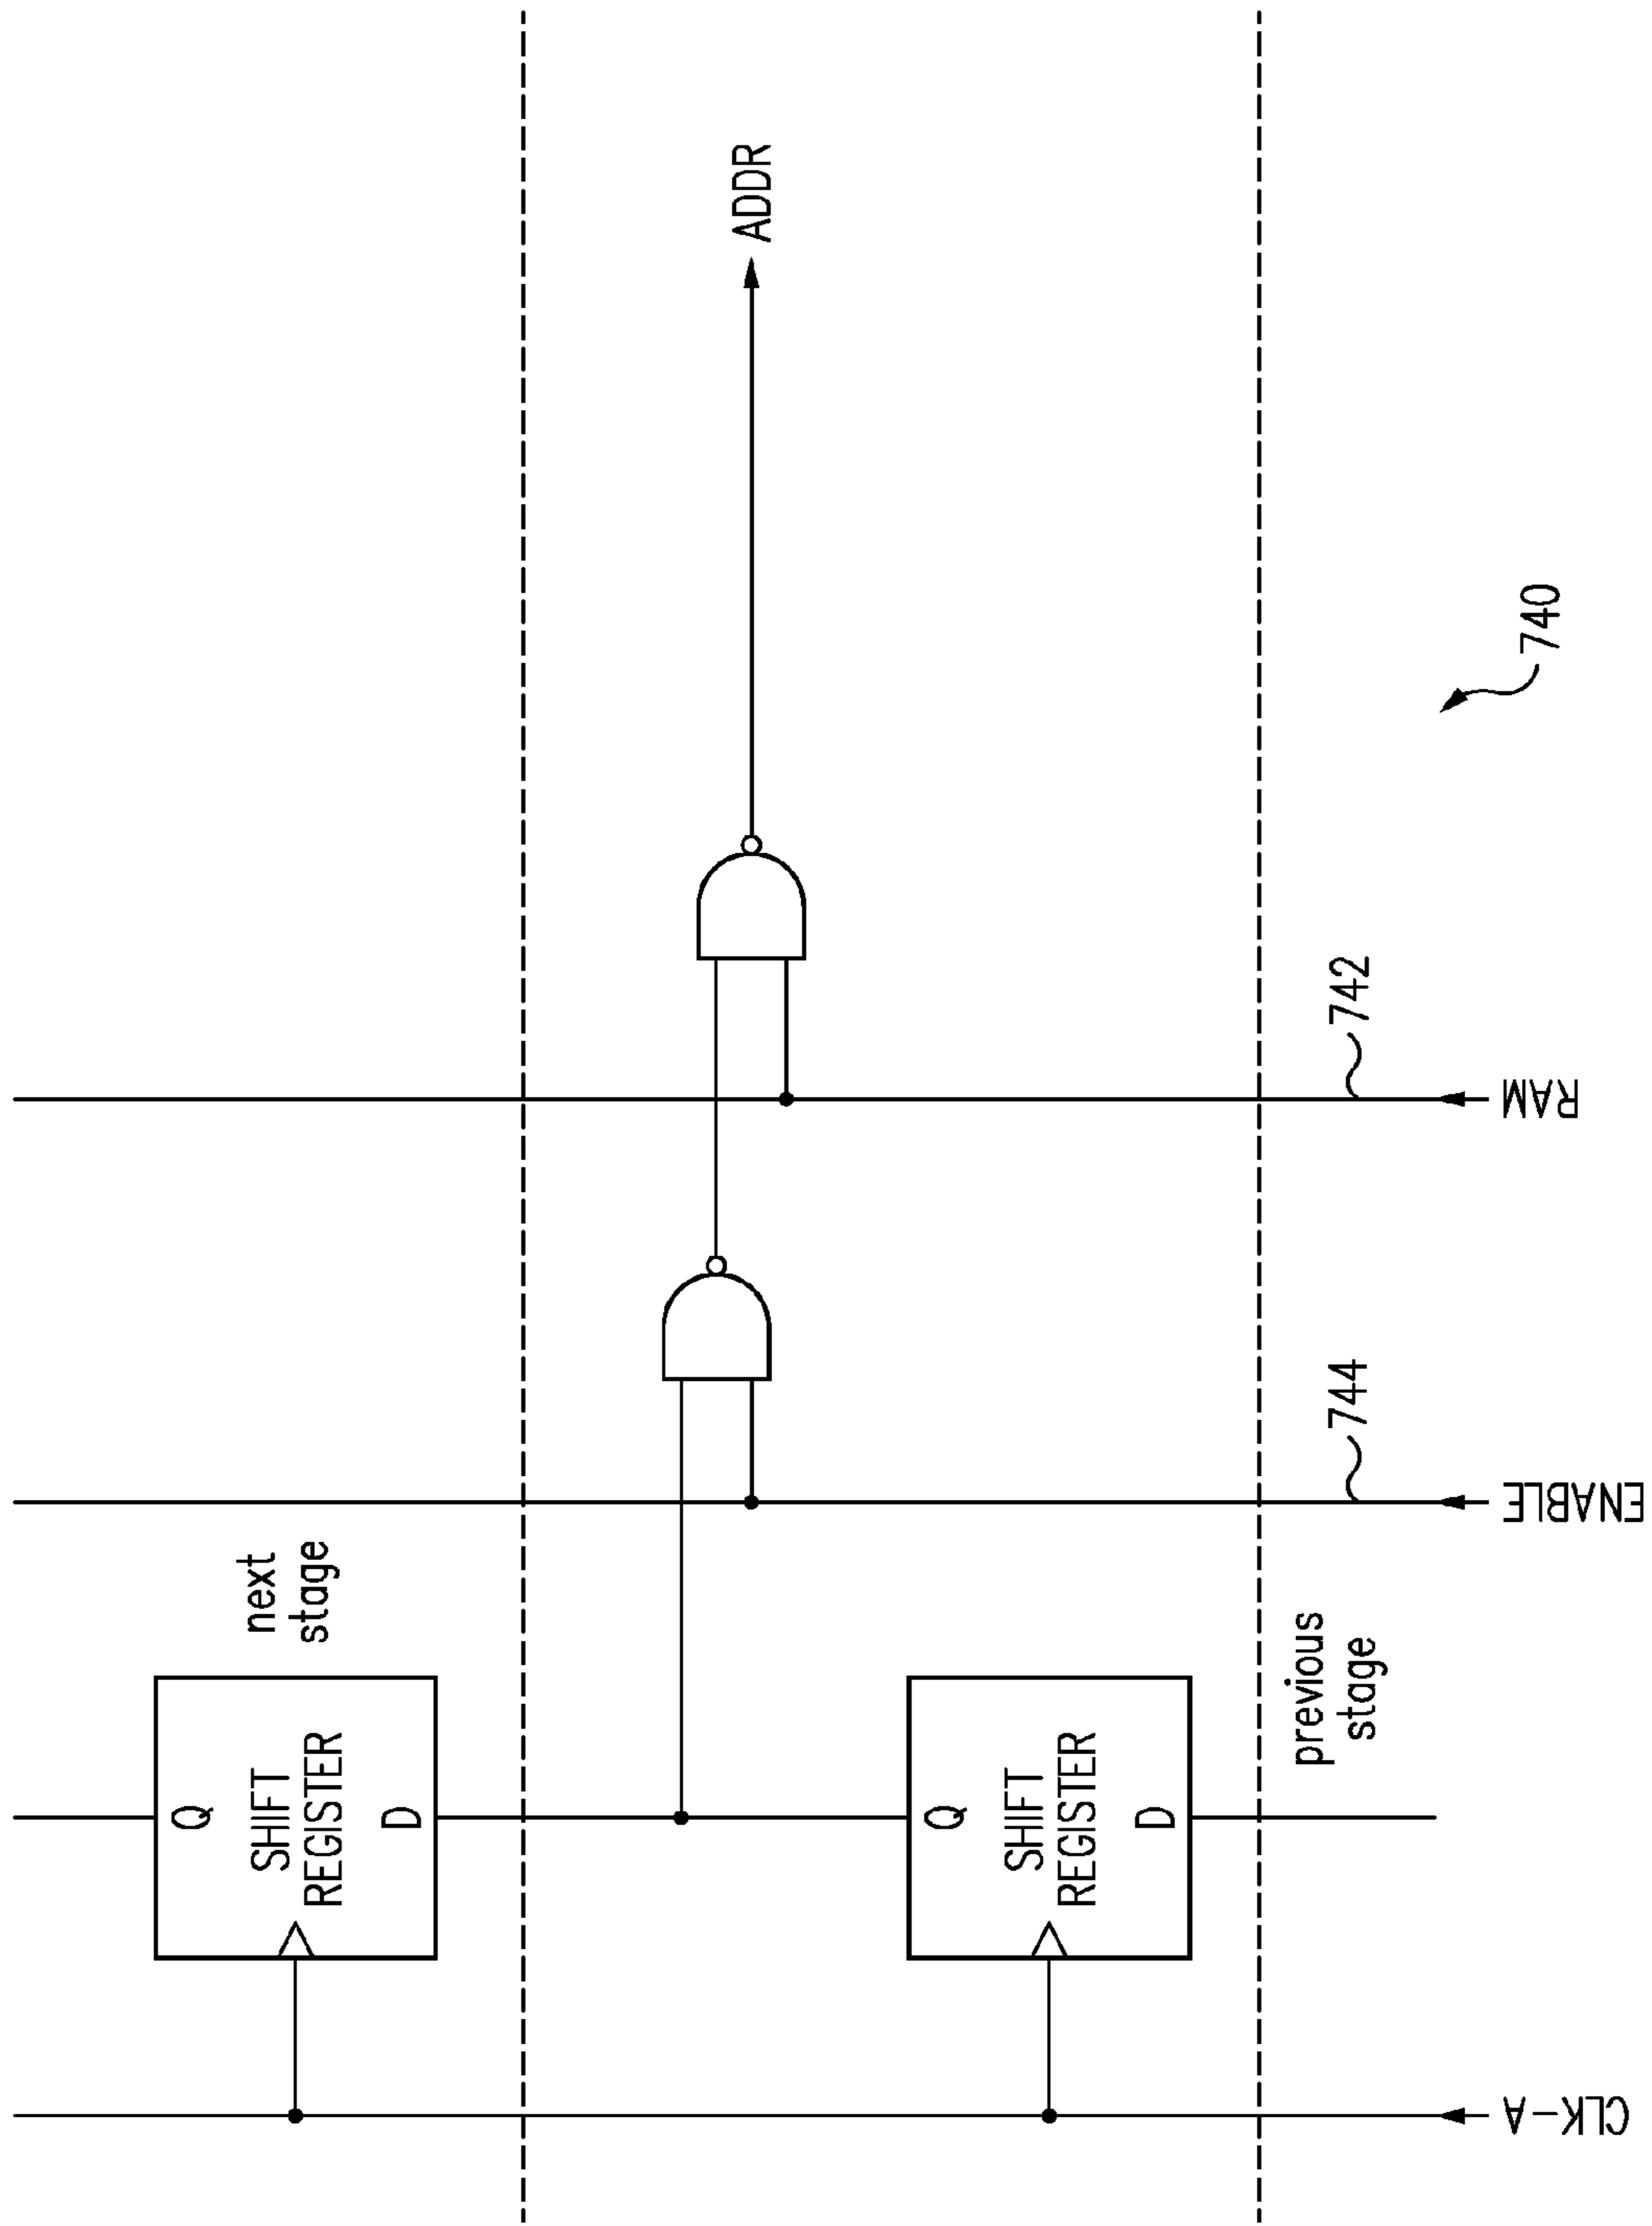 ADDR
740
742
RAM
744
ENABLE
next
stage
Q
SHIFT
REGISTER
D
Q
SHIFT
REGISTER
D
previous
stage
CLK-A